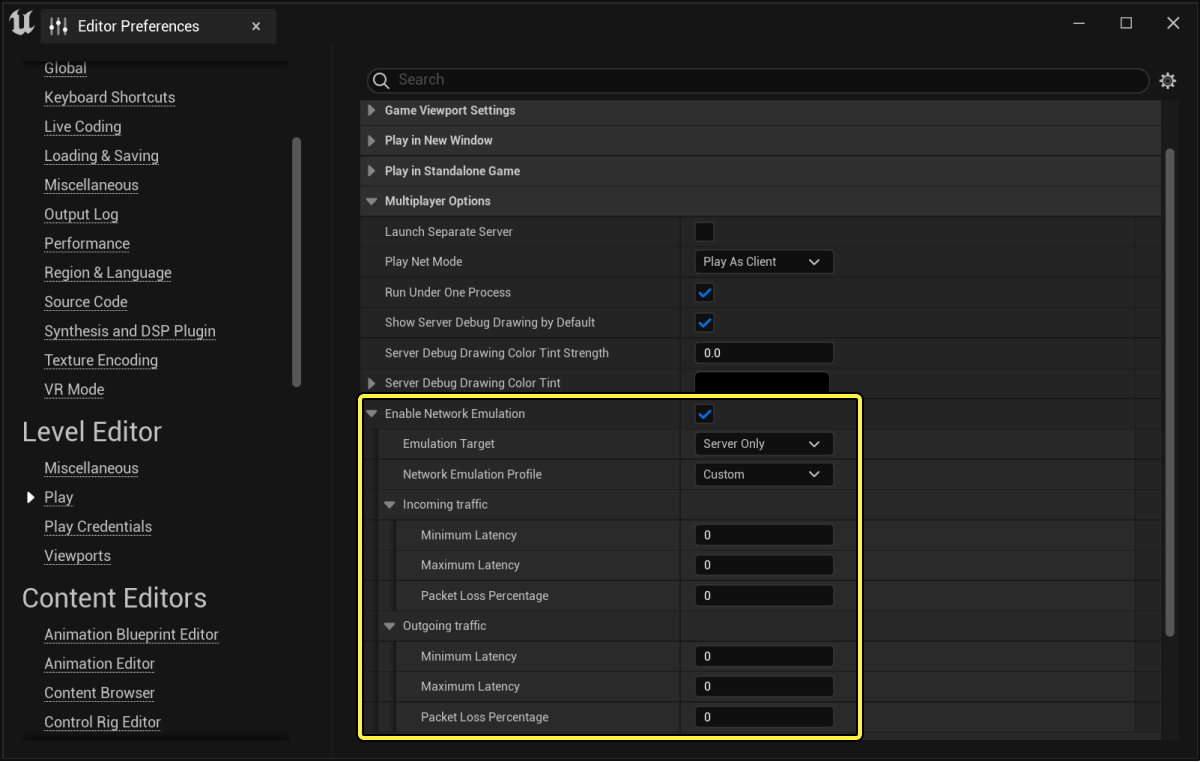 Editor Preferences
Global
Keyboard Shortcuts
Live Coding
Loading & Saving
Miscellaneous
Output Log
Performance
Region & Language
Source Code
Synthesis and DSP Plugin
Texture Encoding
VR Mode
Level Editor
Miscellaneous
Play
Play Credentials
Viewports
Content Editors
Animation Blueprint Editor
Animation Editor
Content Browser
Control Rig Editor
Search
Game Viewport Settings
Play in New Window
Play in Standalone Game
Multiplayer Options
Launch Separate Server
Play Net Mode Play As Client
Run Under One Process
Show Server Debug Drawing by Default
Server Debug Drawing Color Tint Strength 0.0
Server Debug Drawing Color Tint
Enable Network Emulation
Emulation Target Server Only
Network Emulation Profile Custom
Incoming traffic
Minimum Latency 0
Maximum Latency 0
Packet Loss Percentage 0
Outgoing traffic
Minimum Latency 0
Maximum Latency 0
Packet Loss Percentage 0